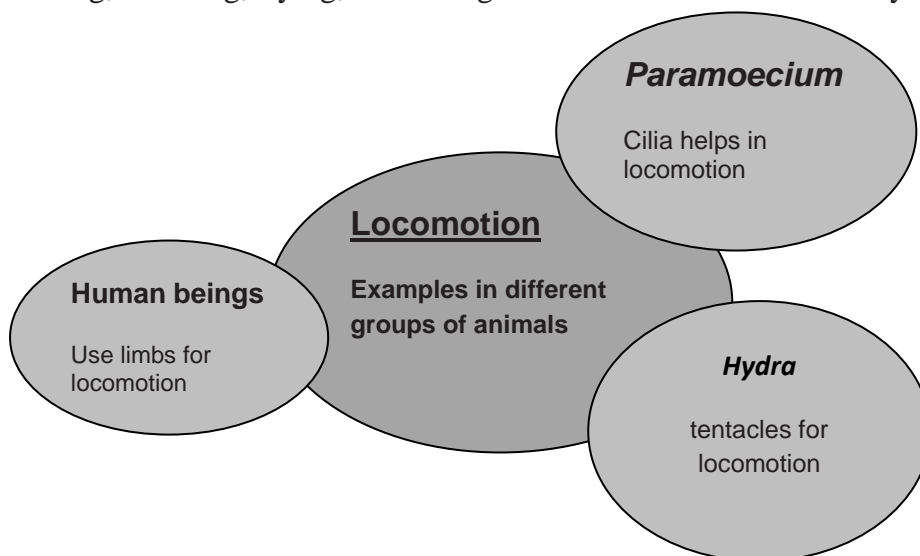 Paramoecium
Cilia helps in
locomotion
Locomotion
Examples in different
groups of animals
Human beings
Use limbs for
locomotion
Hydra
tentacles for
locomotion